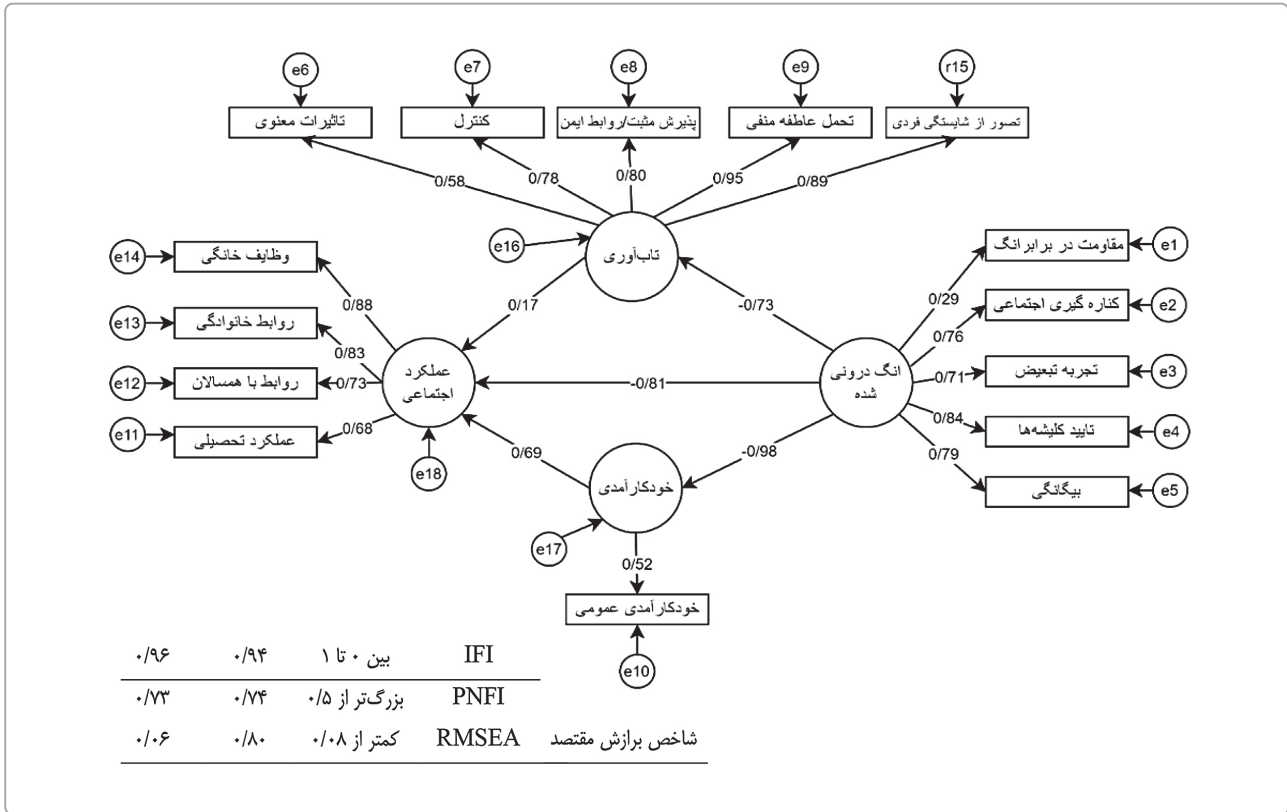 e6
e7
e8
e9
r15
تاثیرات معنوی
کنترل
پذیرش مثبت/روابط ایمن
تحمل عاطفه منفی
تصور از شایستگی فردی
0/58
0/78
0/80
0/95
0/89
e16
تاب‌آوری
e14
وظایف خانگی
e13
روابط خانوادگی
e12
روابط با همسالان
e11
عملکرد تحصیلی
0/88
0/83
0/73
0/68
عملکرد
اجتماعی
e18
0/17
-0/73
-0/81
0/69
-0/98
انگ درونی
شده
0/29
0/76
0/71
0/84
0/79
مقاومت در برابر انگ
e1
کناره گیری اجتماعی
e2
تجربه تبعیض
e3
تایید کلیشه‌ها
e4
بیگانگی
e5
خودکارآمدی
e17
0/52
خودکارآمدی عمومی
e10
IFI بین ۰ تا ۱ ۰/۹۴ ۰/۹۶
PNFI بزرگ‌تر از ۰/۵ ۰/۷۴ ۰/۷۳
شاخص برازش مقتصد RMSEA کمتر از ۰/۰۸ ۰/۸۰ ۰/۰۶